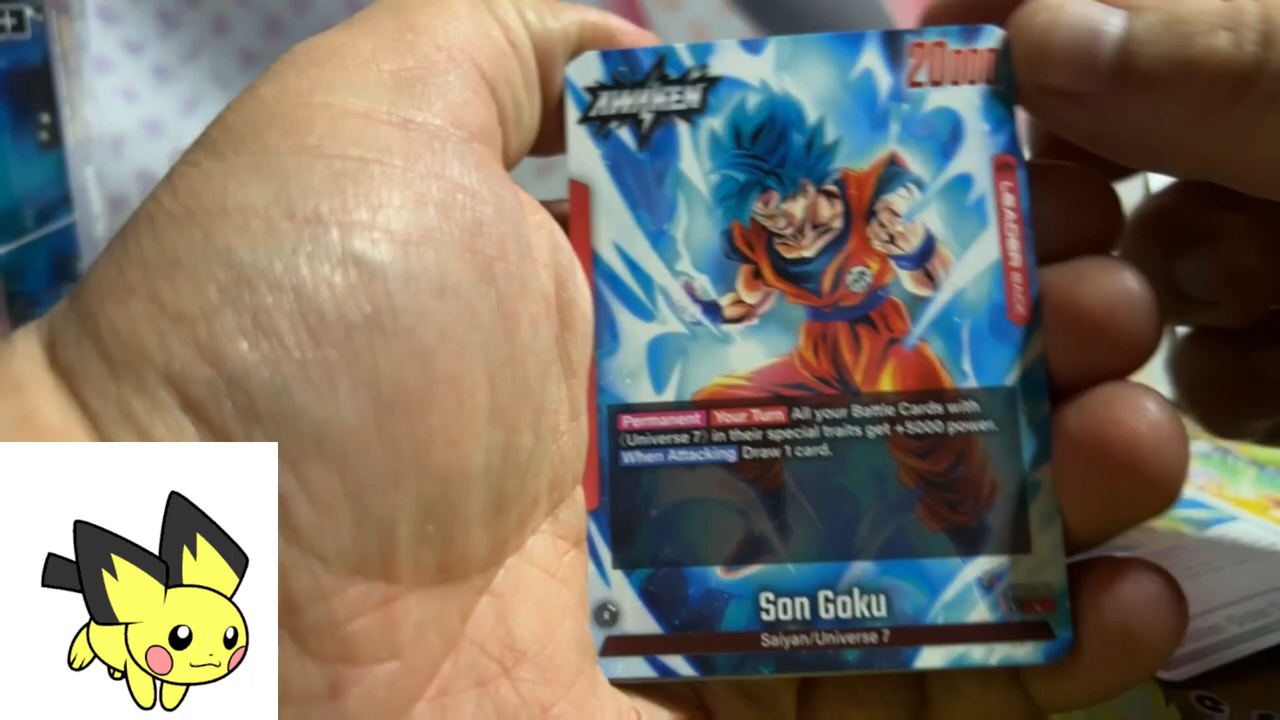 AWAKEN
20000
LEADER BACK
Permanent Your Turn All your Battle Cards with
《Universe 7》 in their special traits get +5000 power.
When Attacking Draw 1 card.
Son Goku
Saiyan/Universe 7